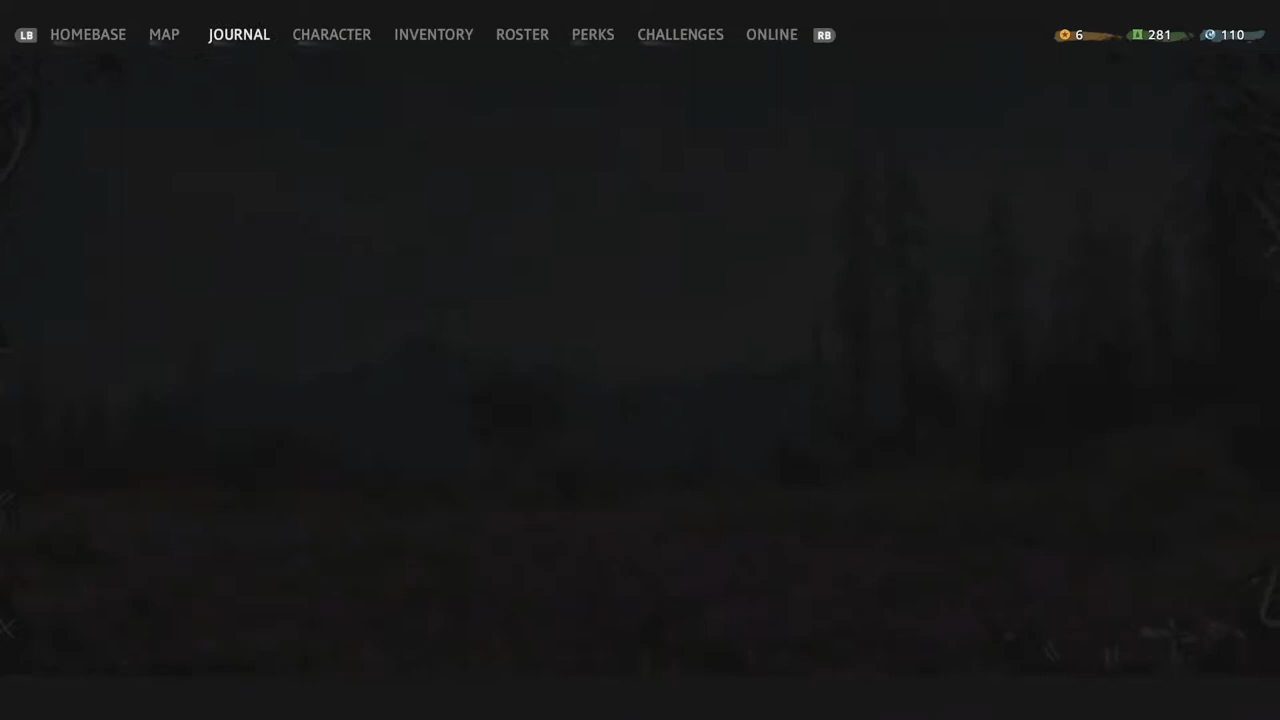 LB HOMEBASE MAP JOURNAL CHARACTER INVENTORY ROSTER PERKS CHALLENGES ONLINE RB 6 281 110